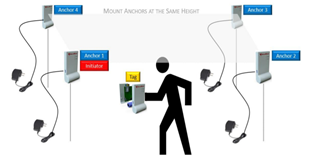 Anchor 4
MOUNT ANCHORS AT THE SAME HEIGHT
Anchor 3
Anchor 1
Initiator
Anchor 2
Tag